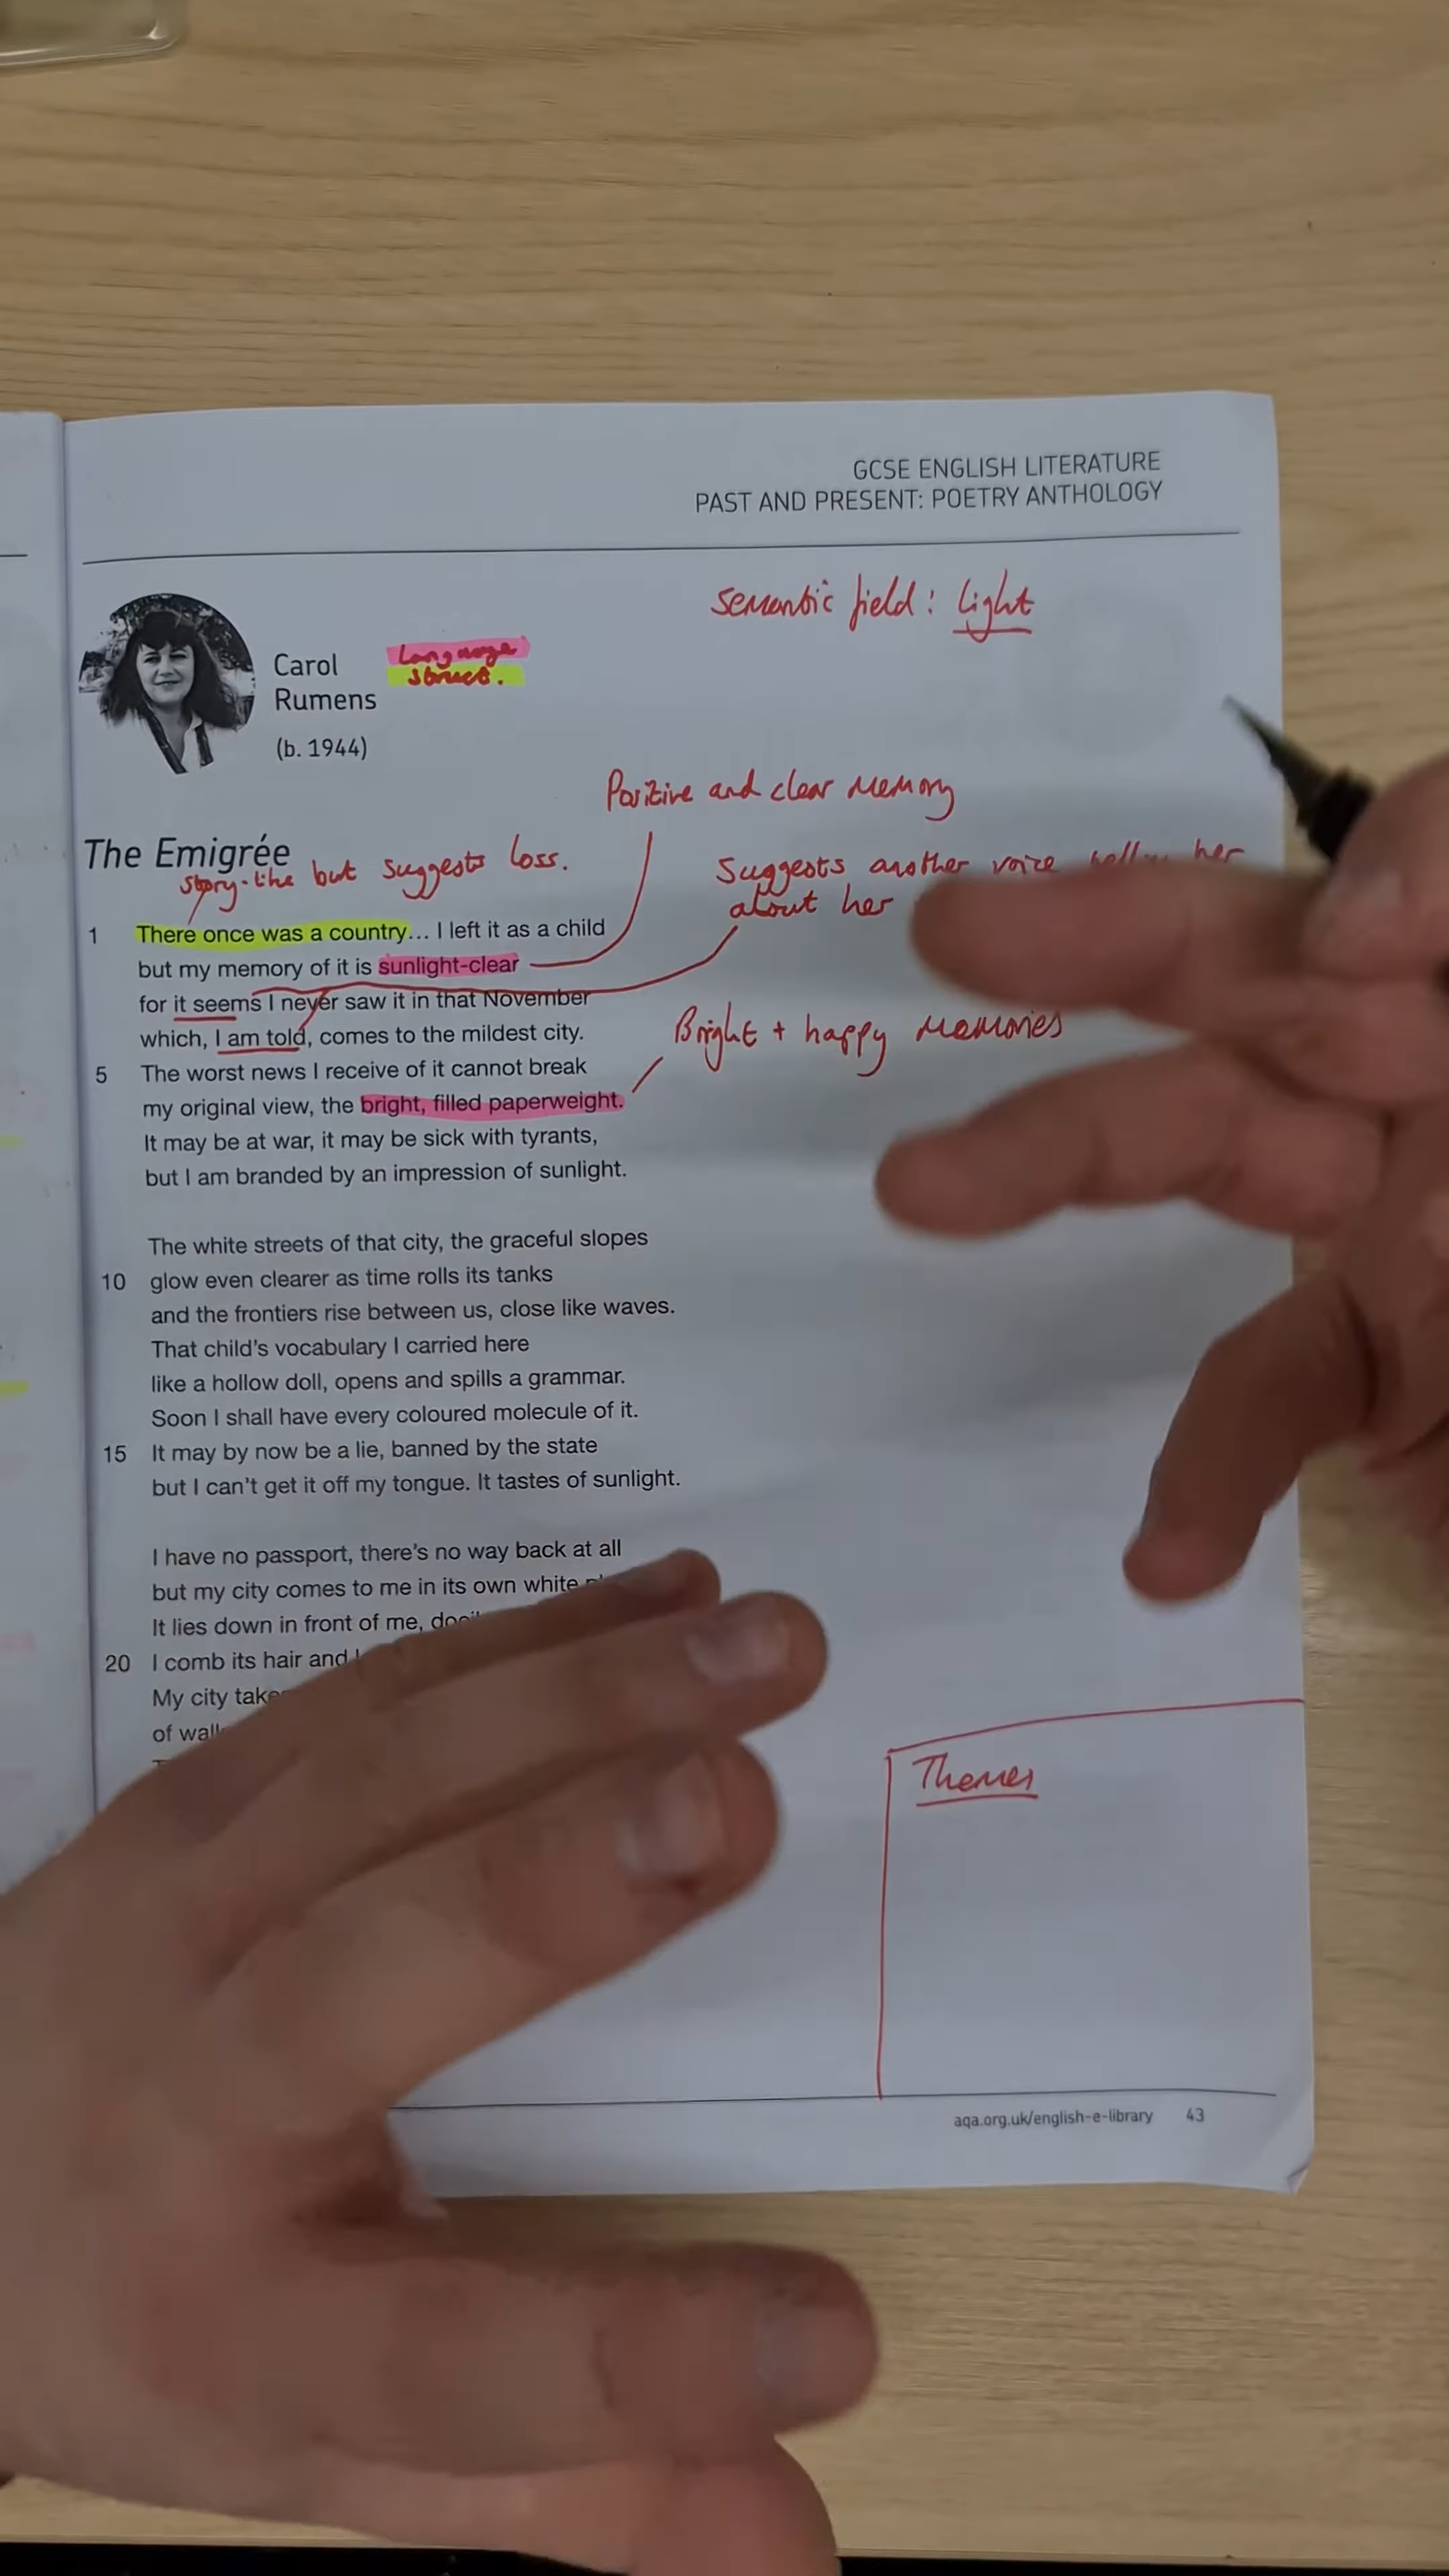 GCSE ENGLISH LITERATURE
PAST AND PRESENT: POETRY ANTHOLOGY
Semantic field: light
Carol
Rumens
(b. 1944)
Language
struct.
Positive and clear memory
The Emigrée
story-like but suggests loss.
Suggests another voice her
about her
1 There once was a country... I left it as a child
but my memory of it is sunlight-clear
for it seems I never saw it in that November
which, I am told, comes to the mildest city.
Bright + happy memories
5 The worst news I receive of it cannot break
my original view, the bright, filled paperweight.
It may be at war, it may be sick with tyrants,
but I am branded by an impression of sunlight.
The white streets of that city, the graceful slopes
10 glow even clearer as time rolls its tanks
and the frontiers rise between us, close like waves.
That child's vocabulary I carried here
like a hollow doll, opens and spills a grammar.
Soon I shall have every coloured molecule of it.
15 It may by now be a lie, banned by the state
but I can't get it off my tongue. It tastes of sunlight.
I have no passport, there's no way back at all
but my city comes to me in its own white
It lies down in front of me,
20 I comb its hair and
My city
of
Themes
aqa.org.uk/english-e-library 43